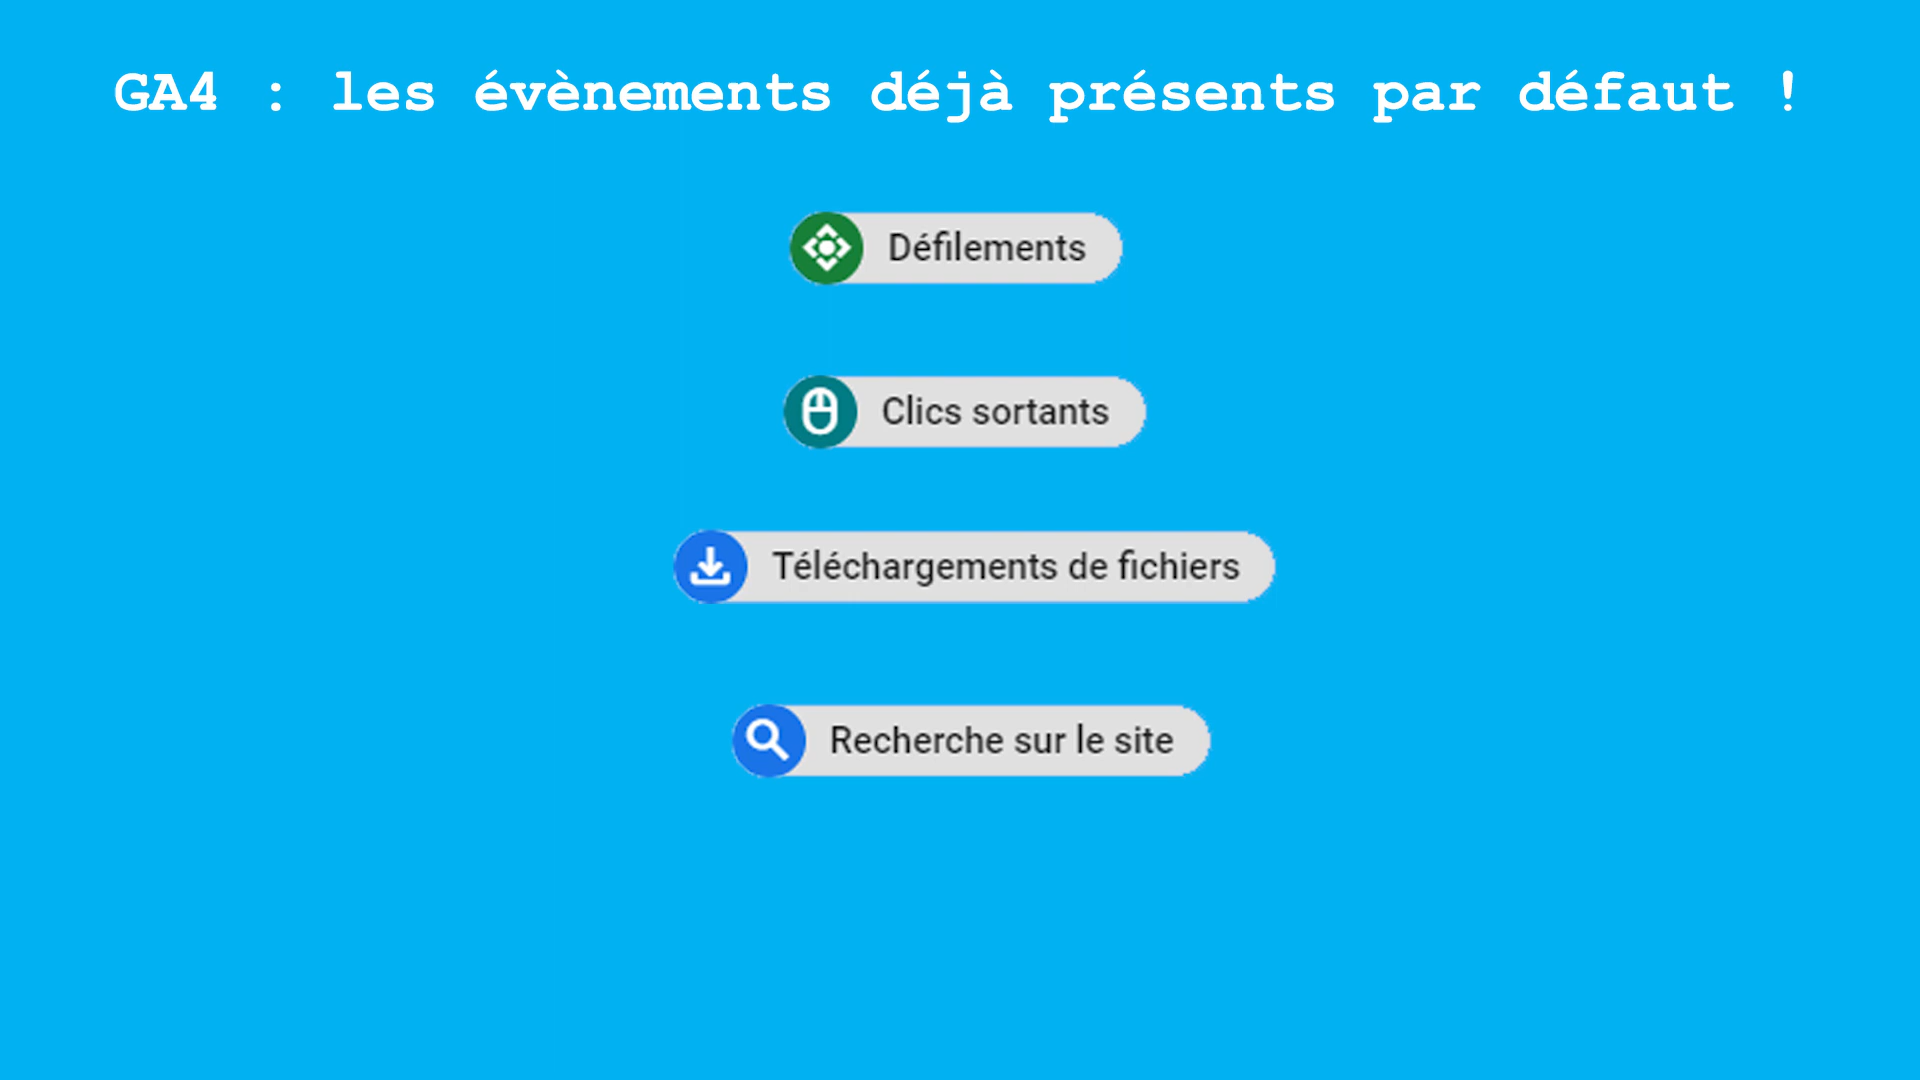 GA4 : les évènements déjà présents par défaut !
Défilements
Clics sortants
Téléchargements de fichiers
Recherche sur le site